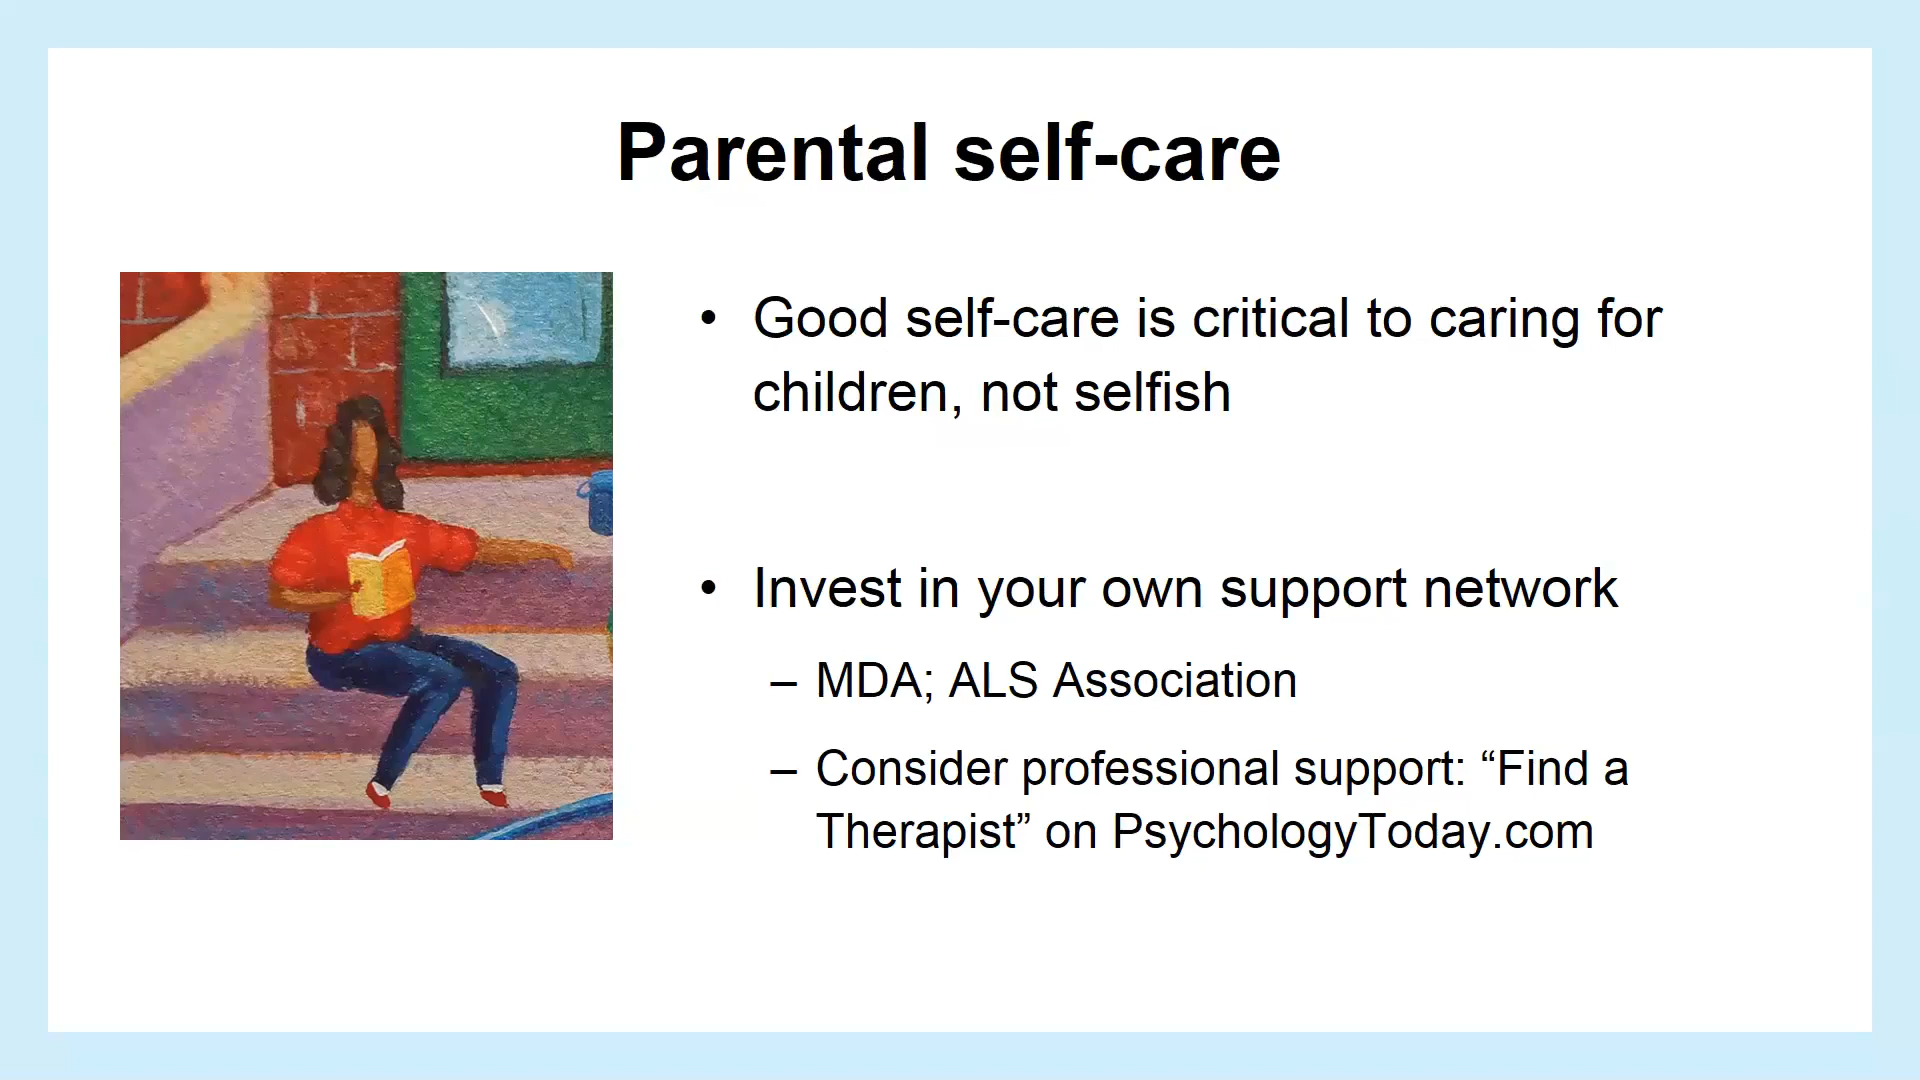 Parental self-care
• Good self-care is critical to caring for
children, not selfish
• Invest in your own support network
– MDA; ALS Association
– Consider professional support: “Find a
Therapist” on PsychologyToday.com